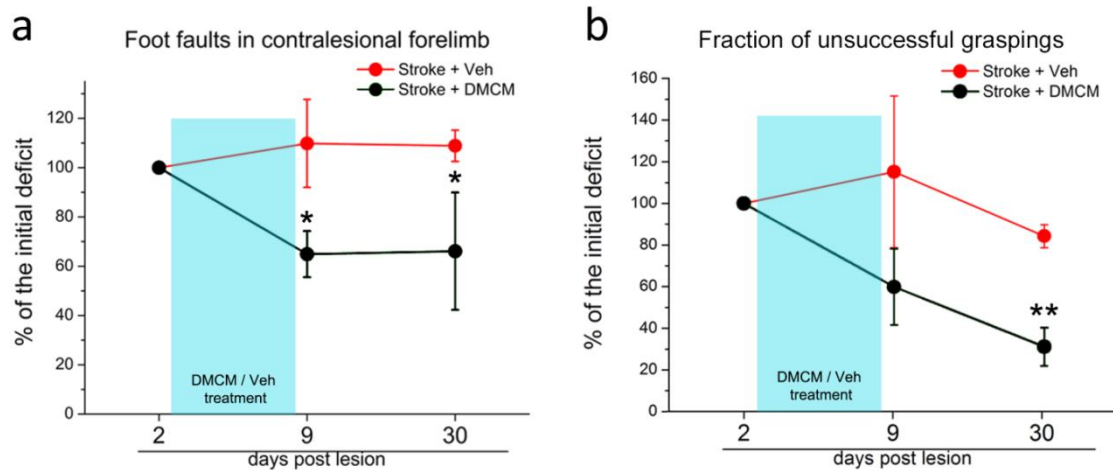 a
Foot faults in contralesional forelimb
Stroke + Veh
Stroke + DMCM
% of the initial deficit
120
100
80
60
40
20
0
*
*
DMCM / Veh
treatment
2 9 30
days post lesion
b
Fraction of unsuccessful graspings
Stroke + Veh
Stroke + DMCM
% of the initial deficit
160
140
120
100
80
60
40
20
0
**
DMCM / Veh
treatment
2 9 30
days post lesion